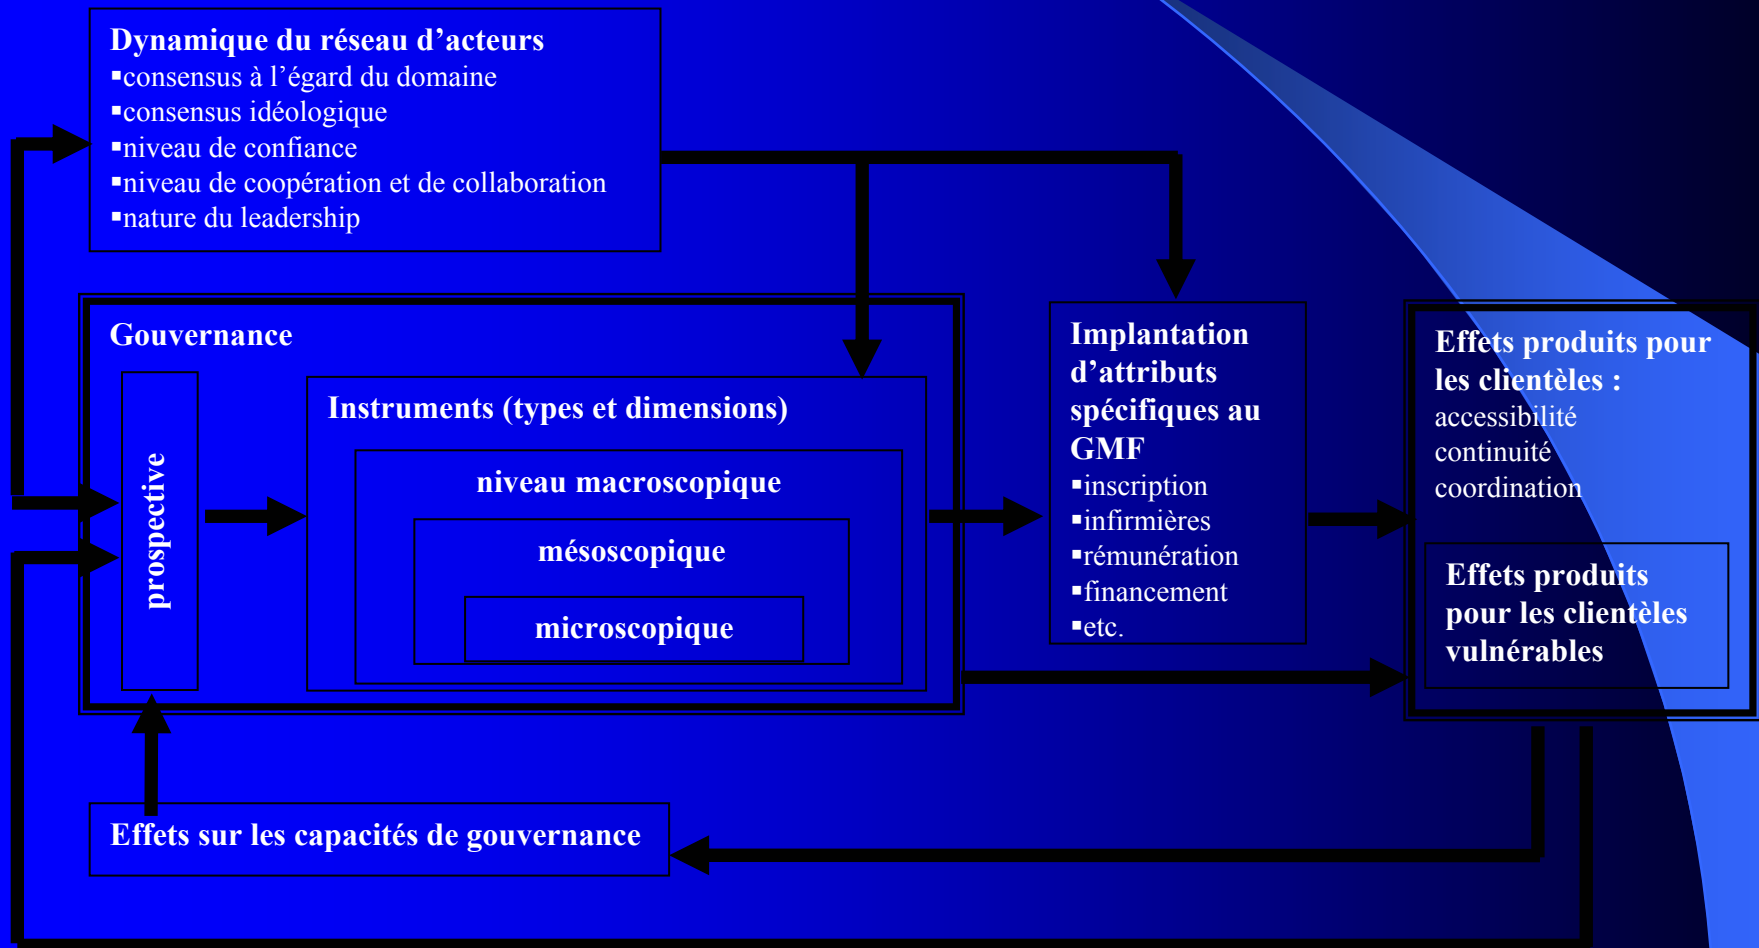 Dynamique du réseau d’acteurs
▪consensus à l’égard du domaine
▪consensus idéologique
▪niveau de confiance
▪niveau de coopération et de collaboration
▪nature du leadership
Gouvernance
prospective
Instruments (types et dimensions)
niveau macroscopique
mésoscopique
microscopique
Implantation
d’attributs
spécifiques au
GMF
▪inscription
▪infirmières
▪rémunération
▪financement
▪etc.
Effets produits pour
les clientèles :
accessibilité
continuité
coordination
Effets produits
pour les clientèles
vulnérables
Effets sur les capacités de gouvernance